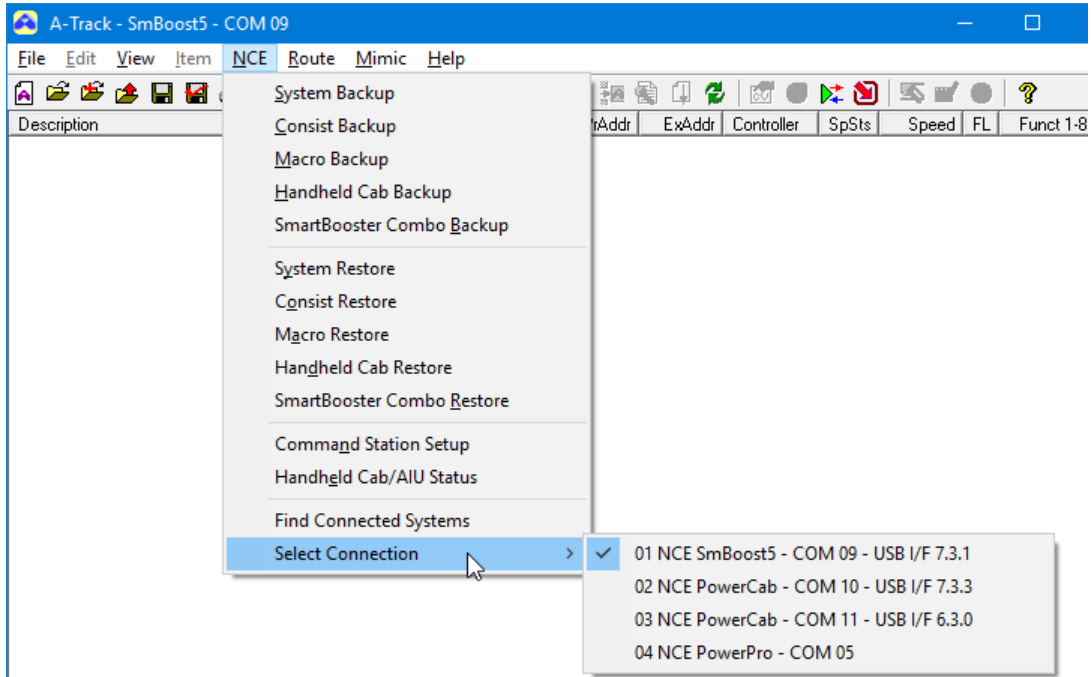 A-Track - SmBoost5 - COM 09
File Edit View Item NCE Route Mimic Help
Description rAddr ExAddr Controller SpSts Speed FL Funct 1-8
System Backup
Consist Backup
Macro Backup
Handheld Cab Backup
SmartBooster Combo Backup
System Restore
Consist Restore
Macro Restore
Handheld Cab Restore
SmartBooster Combo Restore
Command Station Setup
Handheld Cab/AIU Status
Find Connected Systems
Select Connection
01 NCE SmBoost5 - COM 09 - USB I/F 7.3.1
02 NCE PowerCab - COM 10 - USB I/F 7.3.3
03 NCE PowerCab - COM 11 - USB I/F 6.3.0
04 NCE PowerPro - COM 05